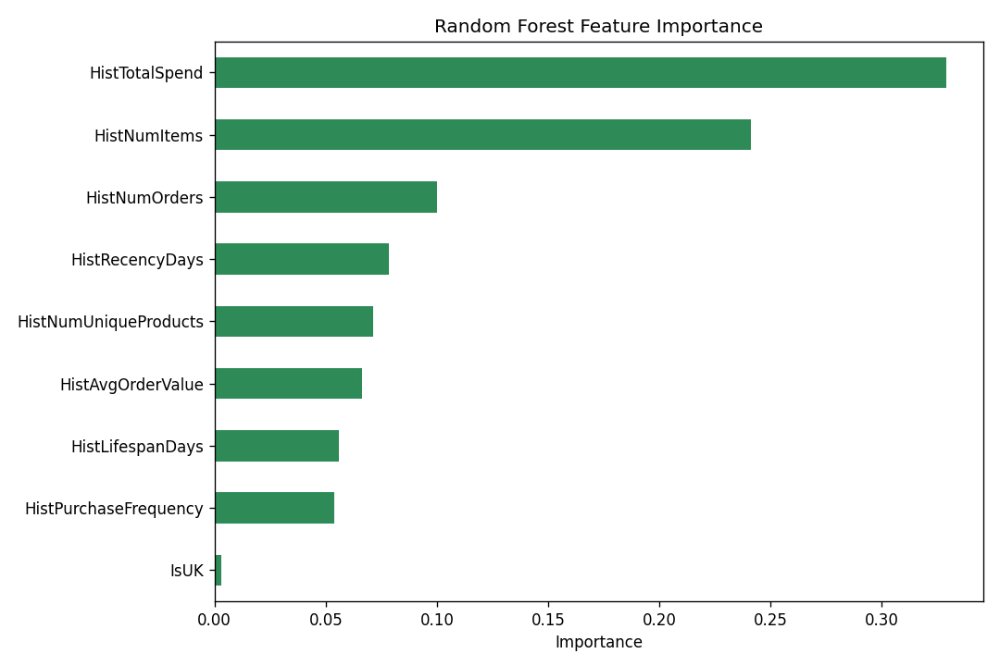 Random Forest Feature Importance
HistTotalSpend
HistNumItems
HistNumOrders
HistRecencyDays
HistNumUniqueProducts
HistAvgOrderValue
HistLifespanDays
HistPurchaseFrequency
IsUK
0.00 0.05 0.10 0.15 0.20 0.25 0.30
Importance